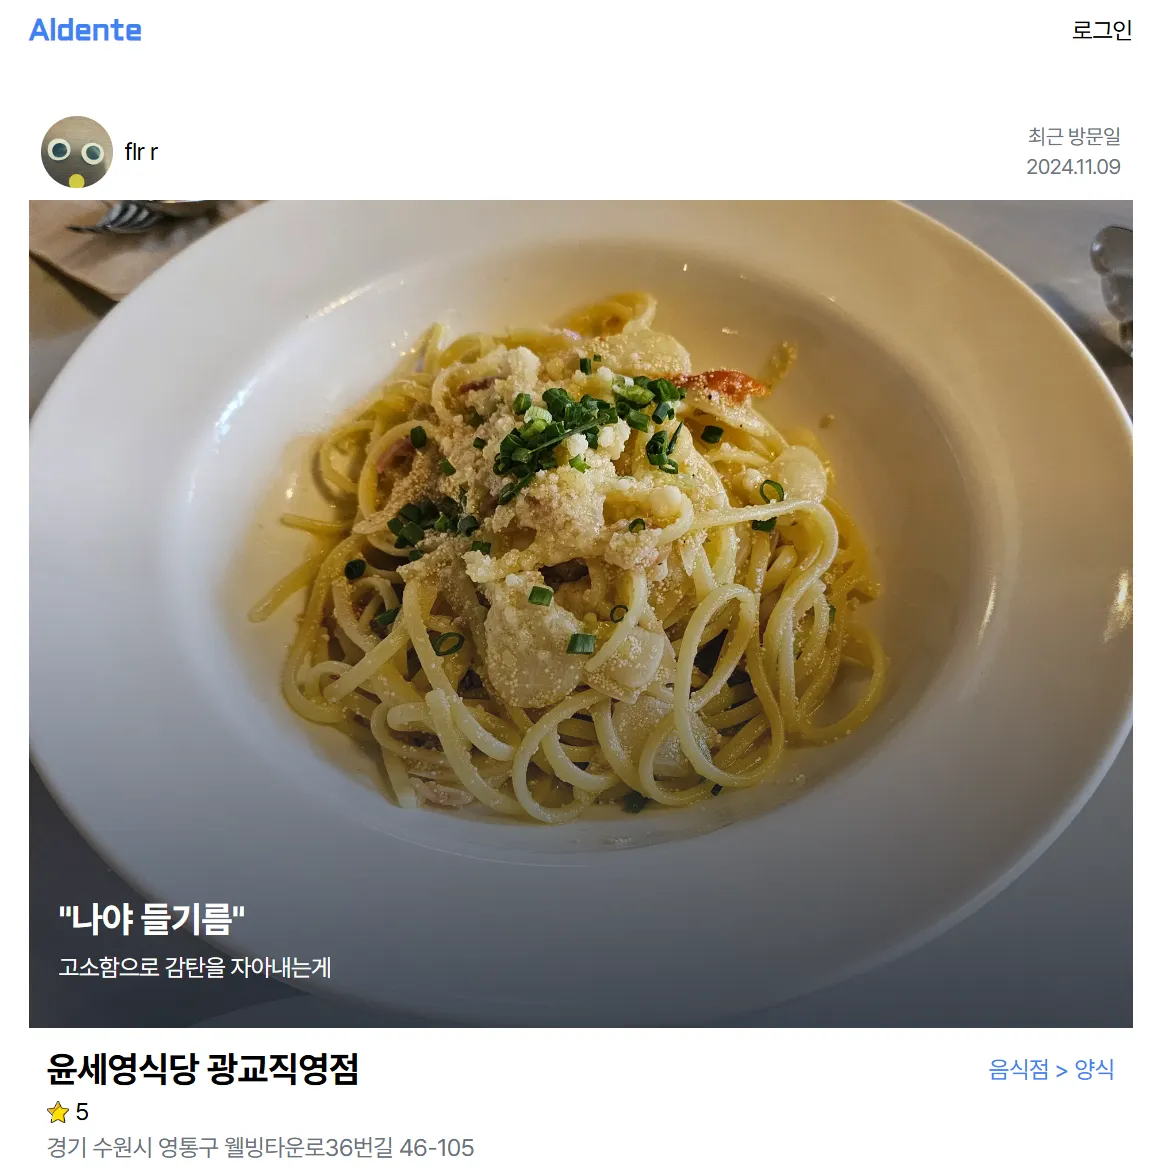 Aldente
로그인
flr r
최근 방문일
2024.11.09
"나야 들기름"
고소함으로 감탄을 자아내는게
윤세영식당 광교직영점
음식점 > 양식
5
경기 수원시 영통구 웰빙타운로36번길 46-105